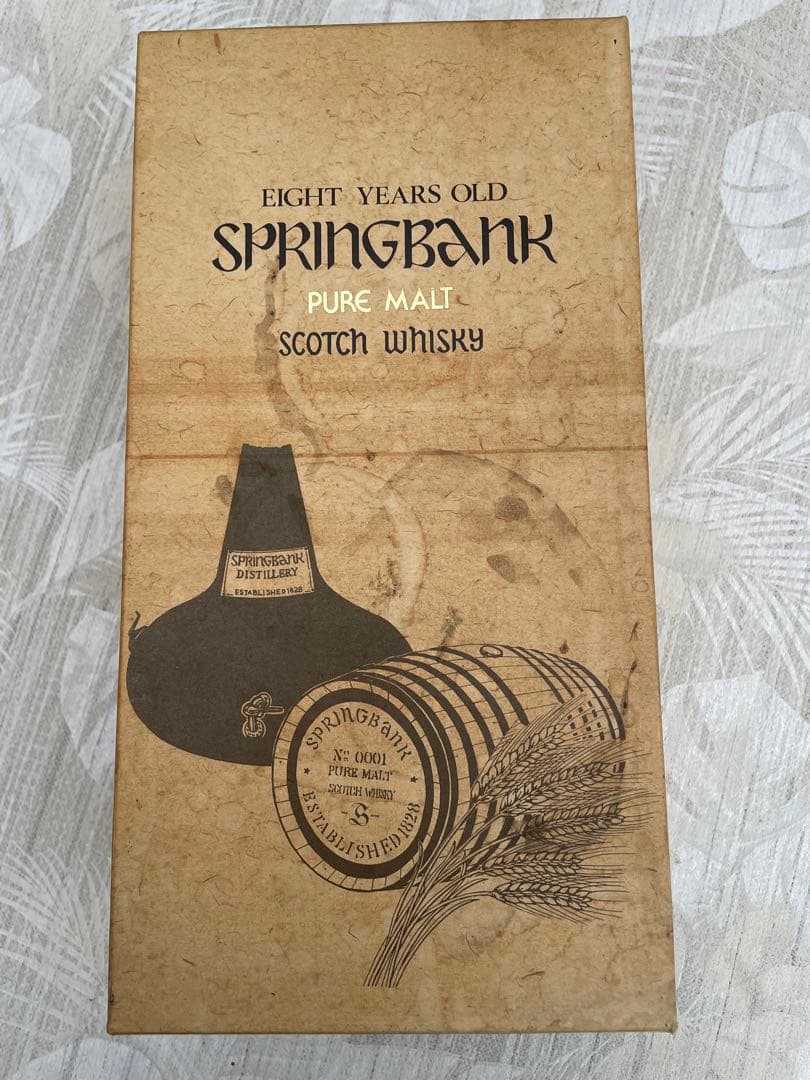 EIGHT YEARS OLD
SPRINGBANK
PURE MALT
SCOTCH WHISKY
SPRINGBANK
DISTILLERY
ESTABLISHED 1828
SPRINGBANK
No 0001
PURE MALT
SCOTCH WHISKY
-S-
ESTABLISHED 1828